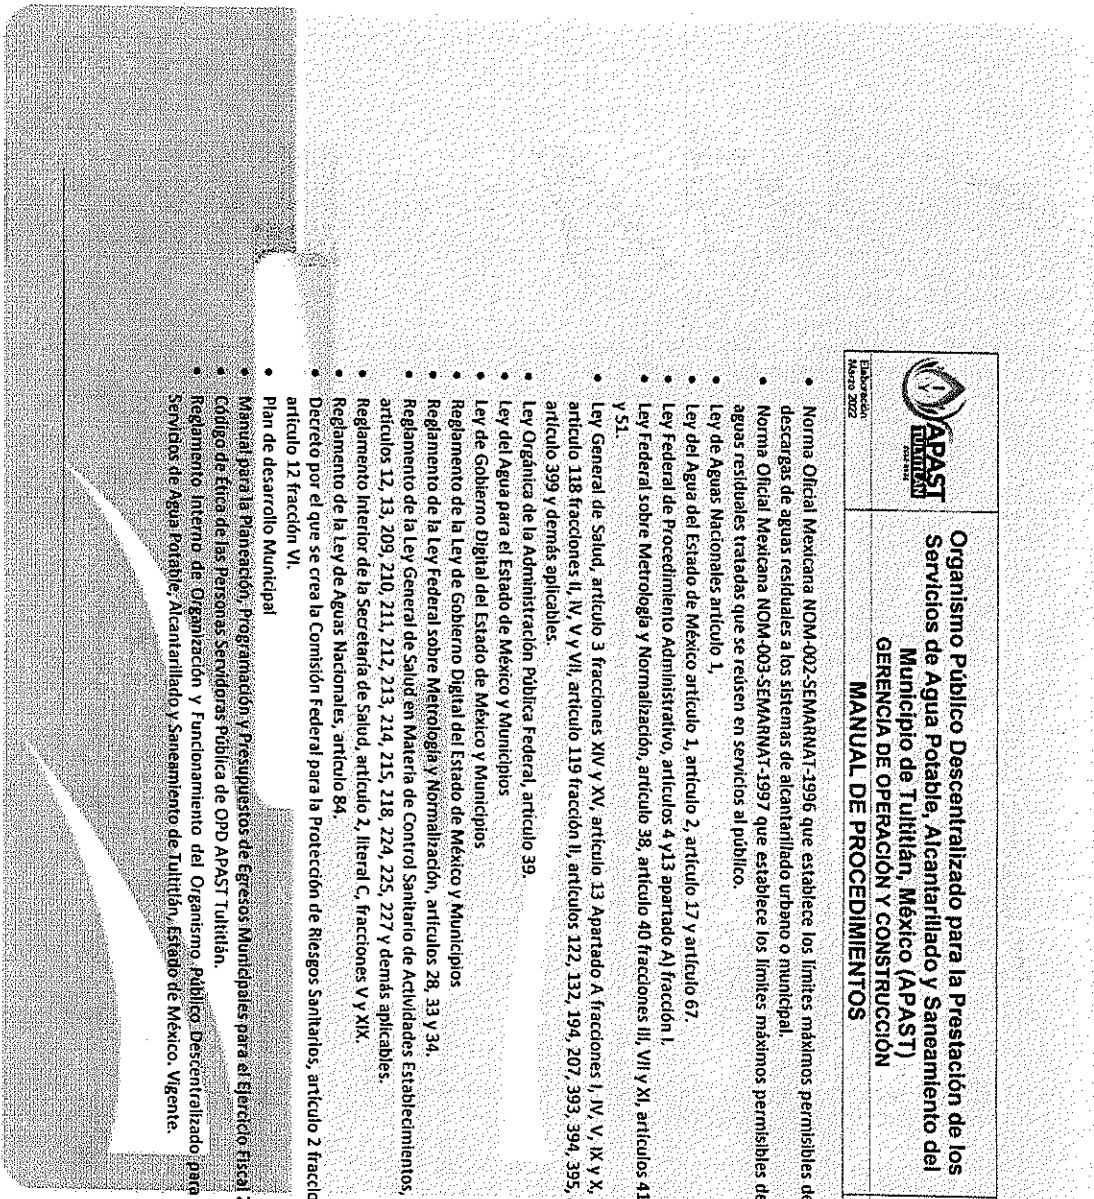 APAST
TULTITLÁN
Elaboración
Marzo 2022
Organismo Público Descentralizado para la Prestación de los
Servicios de Agua Potable, Alcantarillado y Saneamiento del
Municipio de Tultitlán, México (APAST)
GERENCIA DE OPERACIÓN Y CONSTRUCCIÓN
MANUAL DE PROCEDIMIENTOS
• Norma Oficial Mexicana NOM-002-SEMARNAT-1996 que establece los límites máximos permisibles de
descargas de aguas residuales a los sistemas de alcantarillado urbano o municipal.
• Norma Oficial Mexicana NOM-003-SEMARNAT-1997 que establece los límites máximos permisibles de
aguas residuales tratadas que se reúsen en servicios al público.
• Ley de Aguas Nacionales artículo 1,
• Ley del Agua del Estado de México artículo 1, artículo 2, artículo 17 y artículo 67.
• Ley Federal de Procedimiento Administrativo, artículos 4 y13 apartado A] fracción I.
• Ley Federal sobre Metrología y Normalización, artículo 38, artículo 40 fracciones III, VII y XI, artículos 41
y 51.
• Ley General de Salud, artículo 3 fracciones XIV y XV, artículo 13 Apartado A fracciones I, IV, V, IX y X,
artículo 118 fracciones II, IV, V y VII, artículo 119 fracción II, artículos 122, 132, 194, 207, 393, 394, 395,
artículo 399 y demás aplicables.
• Ley Orgánica de la Administración Pública Federal, artículo 39.
• Ley del Agua para el Estado de México y Municipios
• Ley de Gobierno Digital del Estado de México y Municipios
• Reglamento de la Ley de Gobierno Digital del Estado de México y Municipios
• Reglamento de la Ley Federal sobre Metrología y Normalización, artículos 28, 33 y 34.
• Reglamento de la Ley General de Salud en Materia de Control Sanitario de Actividades Establecimientos,
artículos 12, 13, 209, 210, 211, 212, 213, 214, 215, 218, 224, 225, 227 y demás aplicables.
• Reglamento Interior de la Secretaría de Salud, artículo 2, literal C, fracciones V y XIX.
• Reglamento de la Ley de Aguas Nacionales, artículo 84.
• Decreto por el que se crea la Comisión Federal para la Protección de Riesgos Sanitarios, artículo 2 fracció
artículo 12 fracción VI.
• Plan de desarrollo Municipal
• Manual para la Planeación, Programación y Presupuestos de Egresos Municipales para el Ejercicio Fiscal
• Código de Ética de las Personas Servidoras Pública de OPD APAST Tultitlán.
• Reglamento Interno de Organización y Funcionamiento del Organismo Público Descentralizado para
Servicios de Agua Potable, Alcantarillado y Saneamiento de Tultitlán, Estado de México. Vigente.